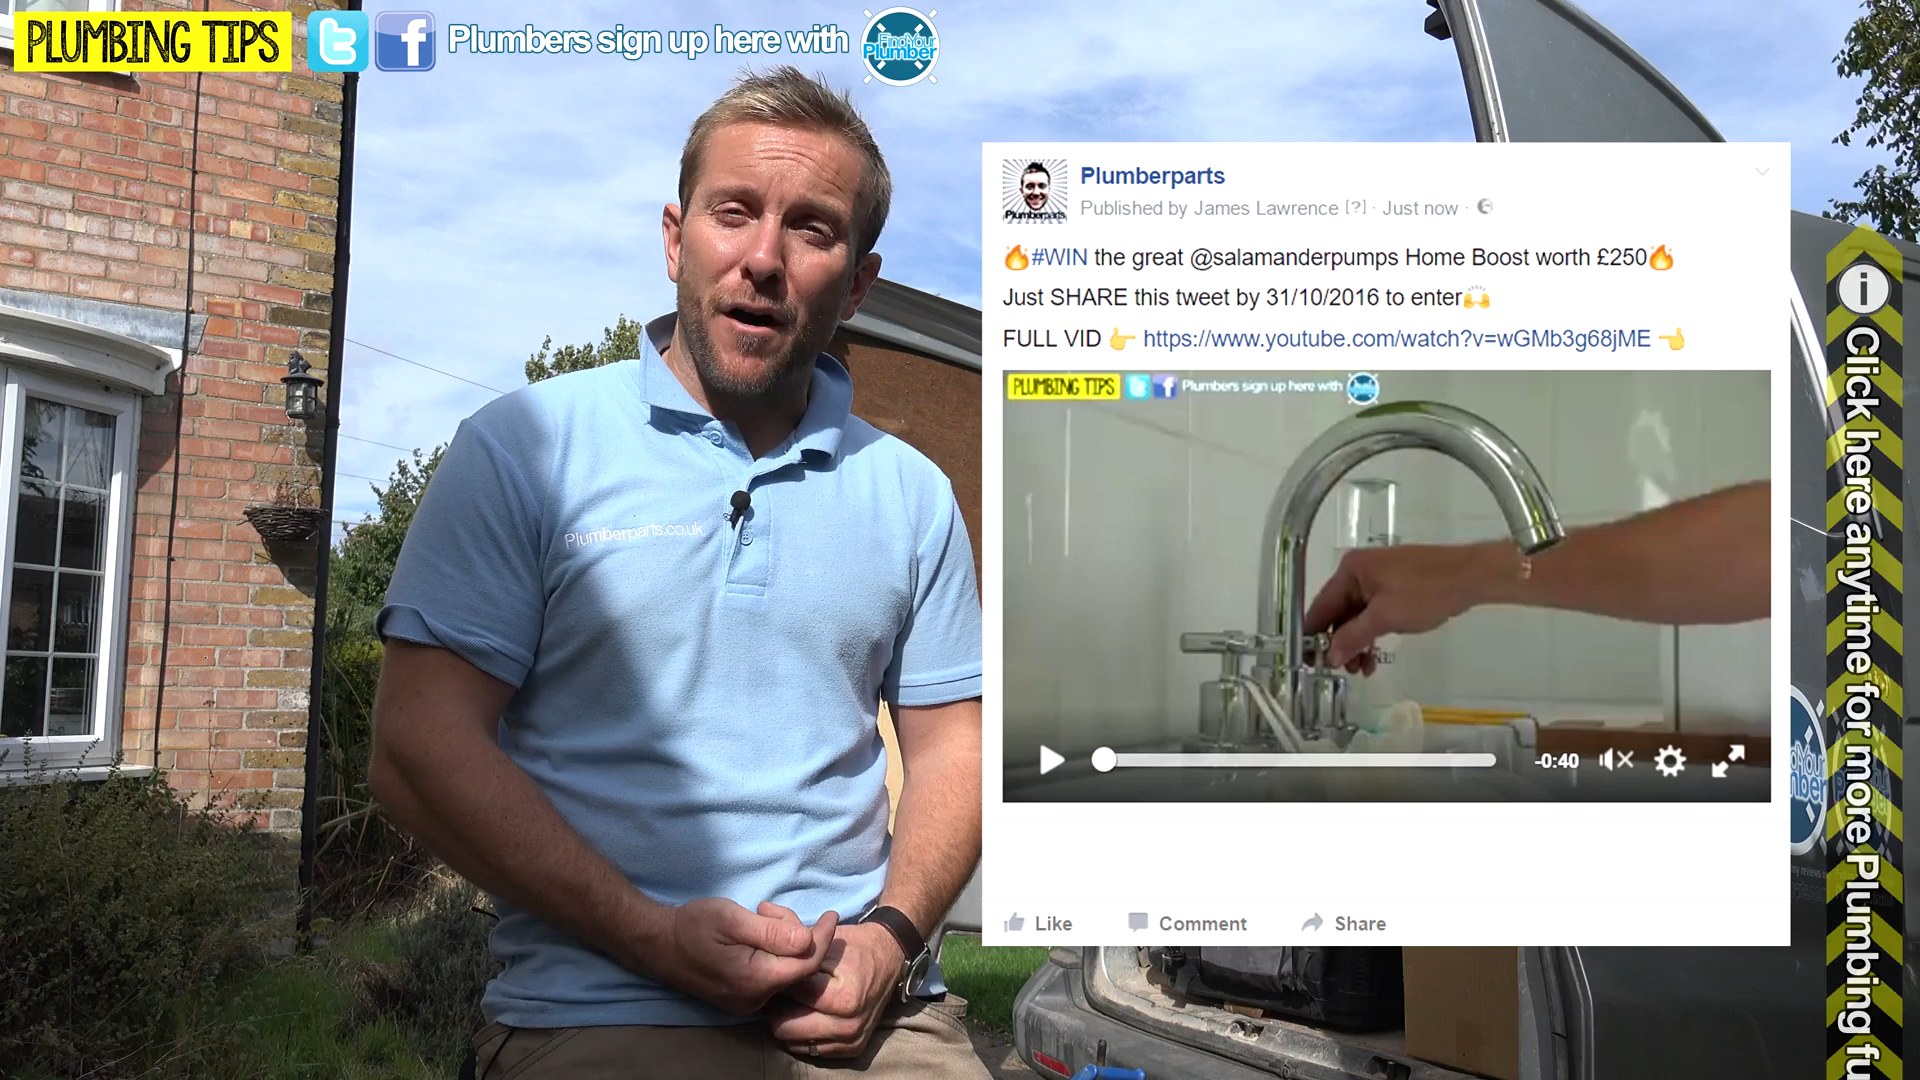 PLUMBING TIPS
Plumbers sign up here with
Find Your
Plumber
Plumberparts
Plumberparts
Published by James Lawrence [?] · Just now ·
🔥#WIN the great @salamanderpumps Home Boost worth £250🔥
Just SHARE this tweet by 31/10/2016 to enter🙌
FULL VID 👉 https://www.youtube.com/watch?v=wGMb3g68jME 👈
PLUMBING TIPS
Plumbers sign up here with
-0:40
Like
Comment
Share
Plumberparts.co.uk
i
Click here anytime for more Plumbing fu